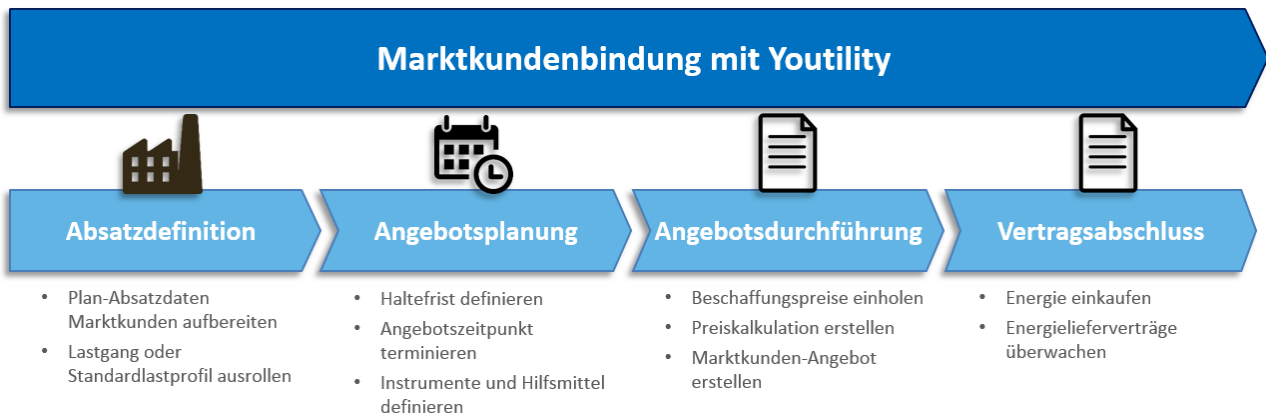 Marktkundenbindung mit Youtility
Absatzdefinition
• Plan-Absatzdaten
Marktkunden aufbereiten
• Lastgang oder
Standardlastprofil ausrollen
Angebotsplanung
• Haltefrist definieren
• Angebotszeitpunkt
terminieren
• Instrumente und Hilfsmittel
definieren
Angebotsdurchführung
• Beschaffungspreise einholen
• Preiskalkulation erstellen
• Marktkunden-Angebot
erstellen
Vertragsabschluss
• Energie einkaufen
• Energielieferverträge
überwachen